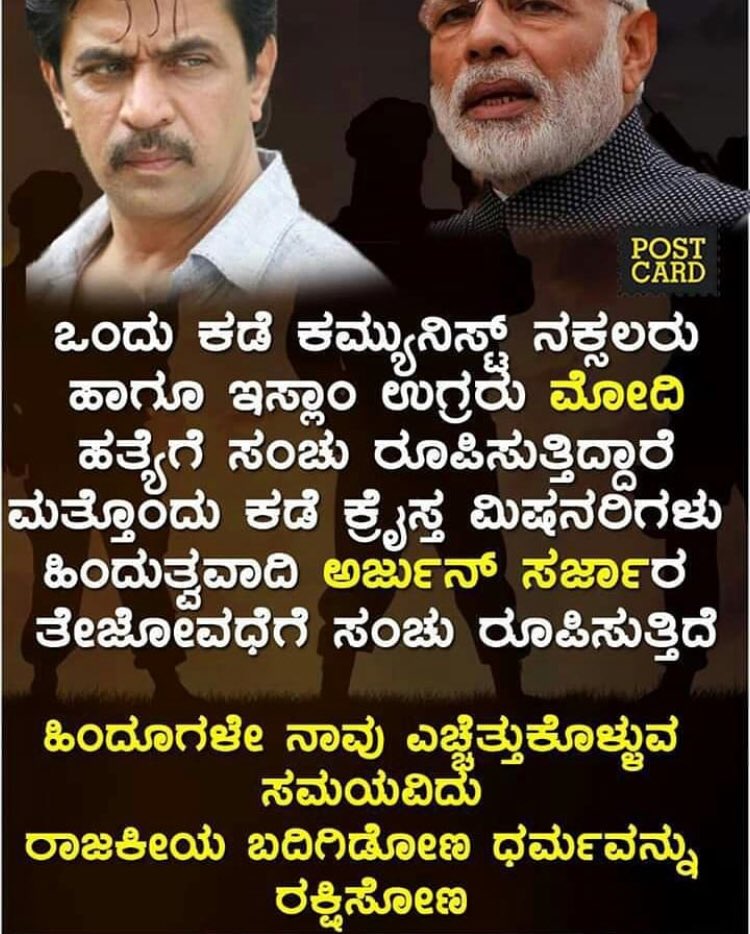 POST
CARD
ಒಂದು ಕಡೆ ಕಮ್ಯುನಿಸ್ಟ್ ನಕ್ಸಲರು
ಹಾಗೂ ಇಸ್ಲಾಂ ಉಗ್ರರು ಮೋದಿ
ಹತ್ಯೆಗೆ ಸಂಚು ರೂಪಿಸುತ್ತಿದ್ದಾರೆ
ಮತ್ತೊಂದು ಕಡೆ ಕ್ರೈಸ್ತ ಮಿಷನರಿಗಳು
ಹಿಂದುತ್ವವಾದಿ ಅರ್ಜುನ್ ಸರ್ಜಾರ
ತೇಜೋವಧೆಗೆ ಸಂಚು ರೂಪಿಸುತ್ತಿದೆ
ಹಿಂದೂಗಳೇ ನಾವು ಎಚ್ಚೆತ್ತುಕೊಳ್ಳುವ
ಸಮಯವಿದು
ರಾಜಕೀಯ ಬದಿಗಿಡೋಣ ಧರ್ಮವನ್ನು
ರಕ್ಷಿಸೋಣ